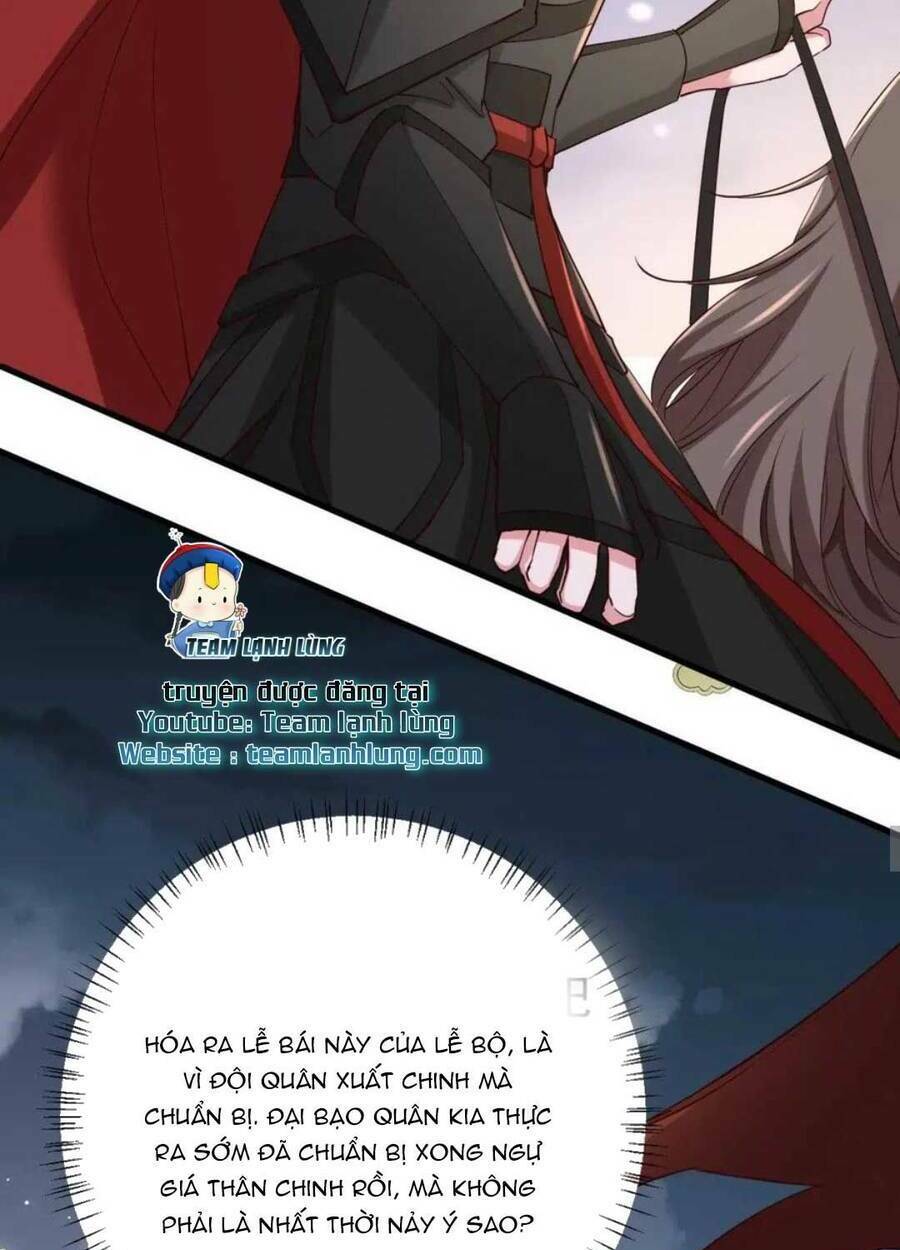 TEAM LẠNH LÙNG
truyện được đăng tại
Youtube: Team lạnh lùng
Website : teamlanhlung.com
HÓA RA LỄ BÁI NÀY CỦA LỄ BỘ, LÀ
VÌ ĐỘI QUÂN XUẤT CHINH MÀ
CHUẨN BỊ. ĐẠI BẠO QUÂN KIA THỰC
RA SỚM ĐÃ CHUẨN BỊ XONG NGỰ
GIÁ THÂN CHINH RỒI, MÀ KHÔNG
PHẢI LÀ NHẤT THỜI NẢY Ý SAO?